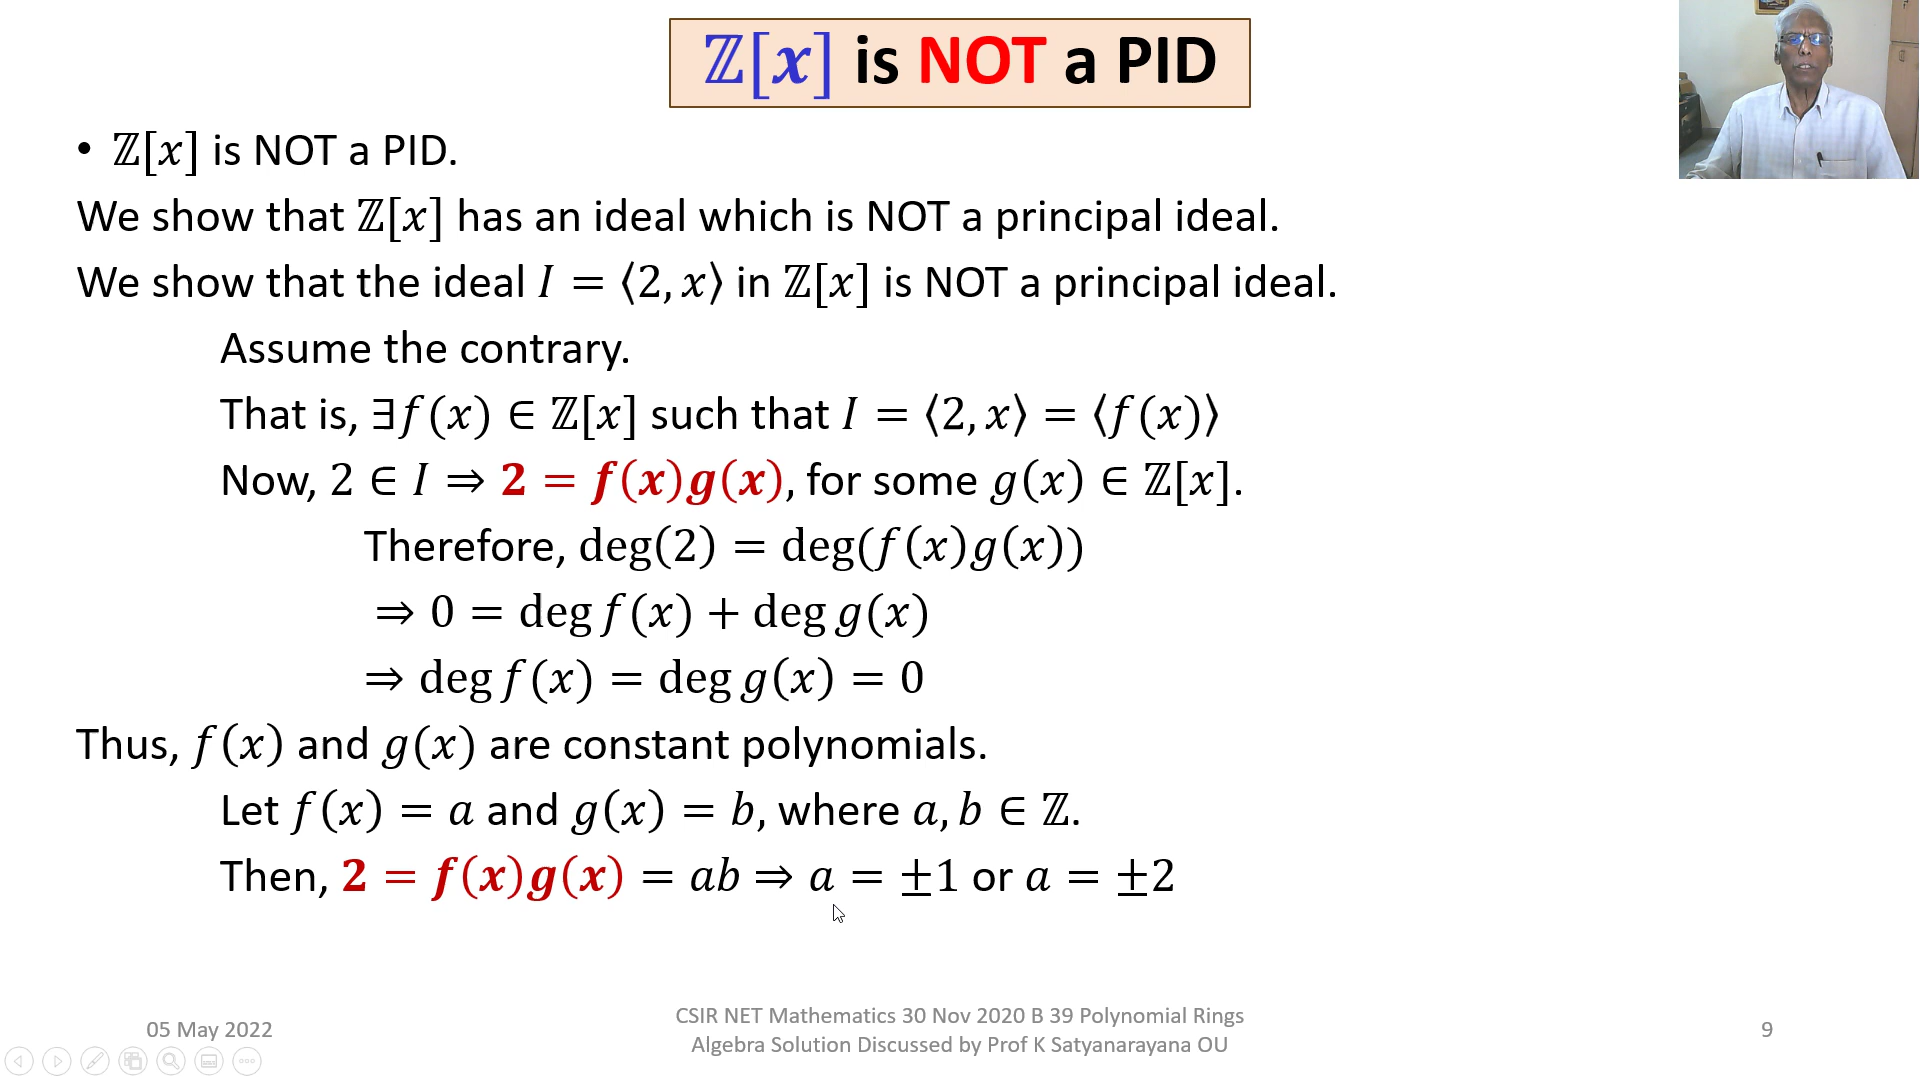 ℤ[𝒙] is NOT a PID
• ℤ[𝑥] is NOT a PID.
We show that ℤ[𝑥] has an ideal which is NOT a principal ideal.
We show that the ideal 𝐼 = ⟨2, 𝑥⟩ in ℤ[𝑥] is NOT a principal ideal.
Assume the contrary.
That is, ∃𝑓(𝑥) ∈ ℤ[𝑥] such that 𝐼 = ⟨2, 𝑥⟩ = ⟨𝑓(𝑥)⟩
Now, 2 ∈ 𝐼 ⇒ 𝟐 = 𝒇(𝒙)𝒈(𝒙), for some 𝑔(𝑥) ∈ ℤ[𝑥].
Therefore, deg(2) = deg(𝑓(𝑥)𝑔(𝑥))
⇒ 0 = deg 𝑓(𝑥) + deg 𝑔(𝑥)
⇒ deg 𝑓(𝑥) = deg 𝑔(𝑥) = 0
Thus, 𝑓(𝑥) and 𝑔(𝑥) are constant polynomials.
Let 𝑓(𝑥) = 𝑎 and 𝑔(𝑥) = 𝑏, where 𝑎, 𝑏 ∈ ℤ.
Then, 𝟐 = 𝒇(𝒙)𝒈(𝒙) = 𝑎𝑏 ⇒ 𝑎 = ±1 or 𝑎 = ±2
05 May 2022
CSIR NET Mathematics 30 Nov 2020 B 39 Polynomial Rings
Algebra Solution Discussed by Prof K Satyanarayana OU
9